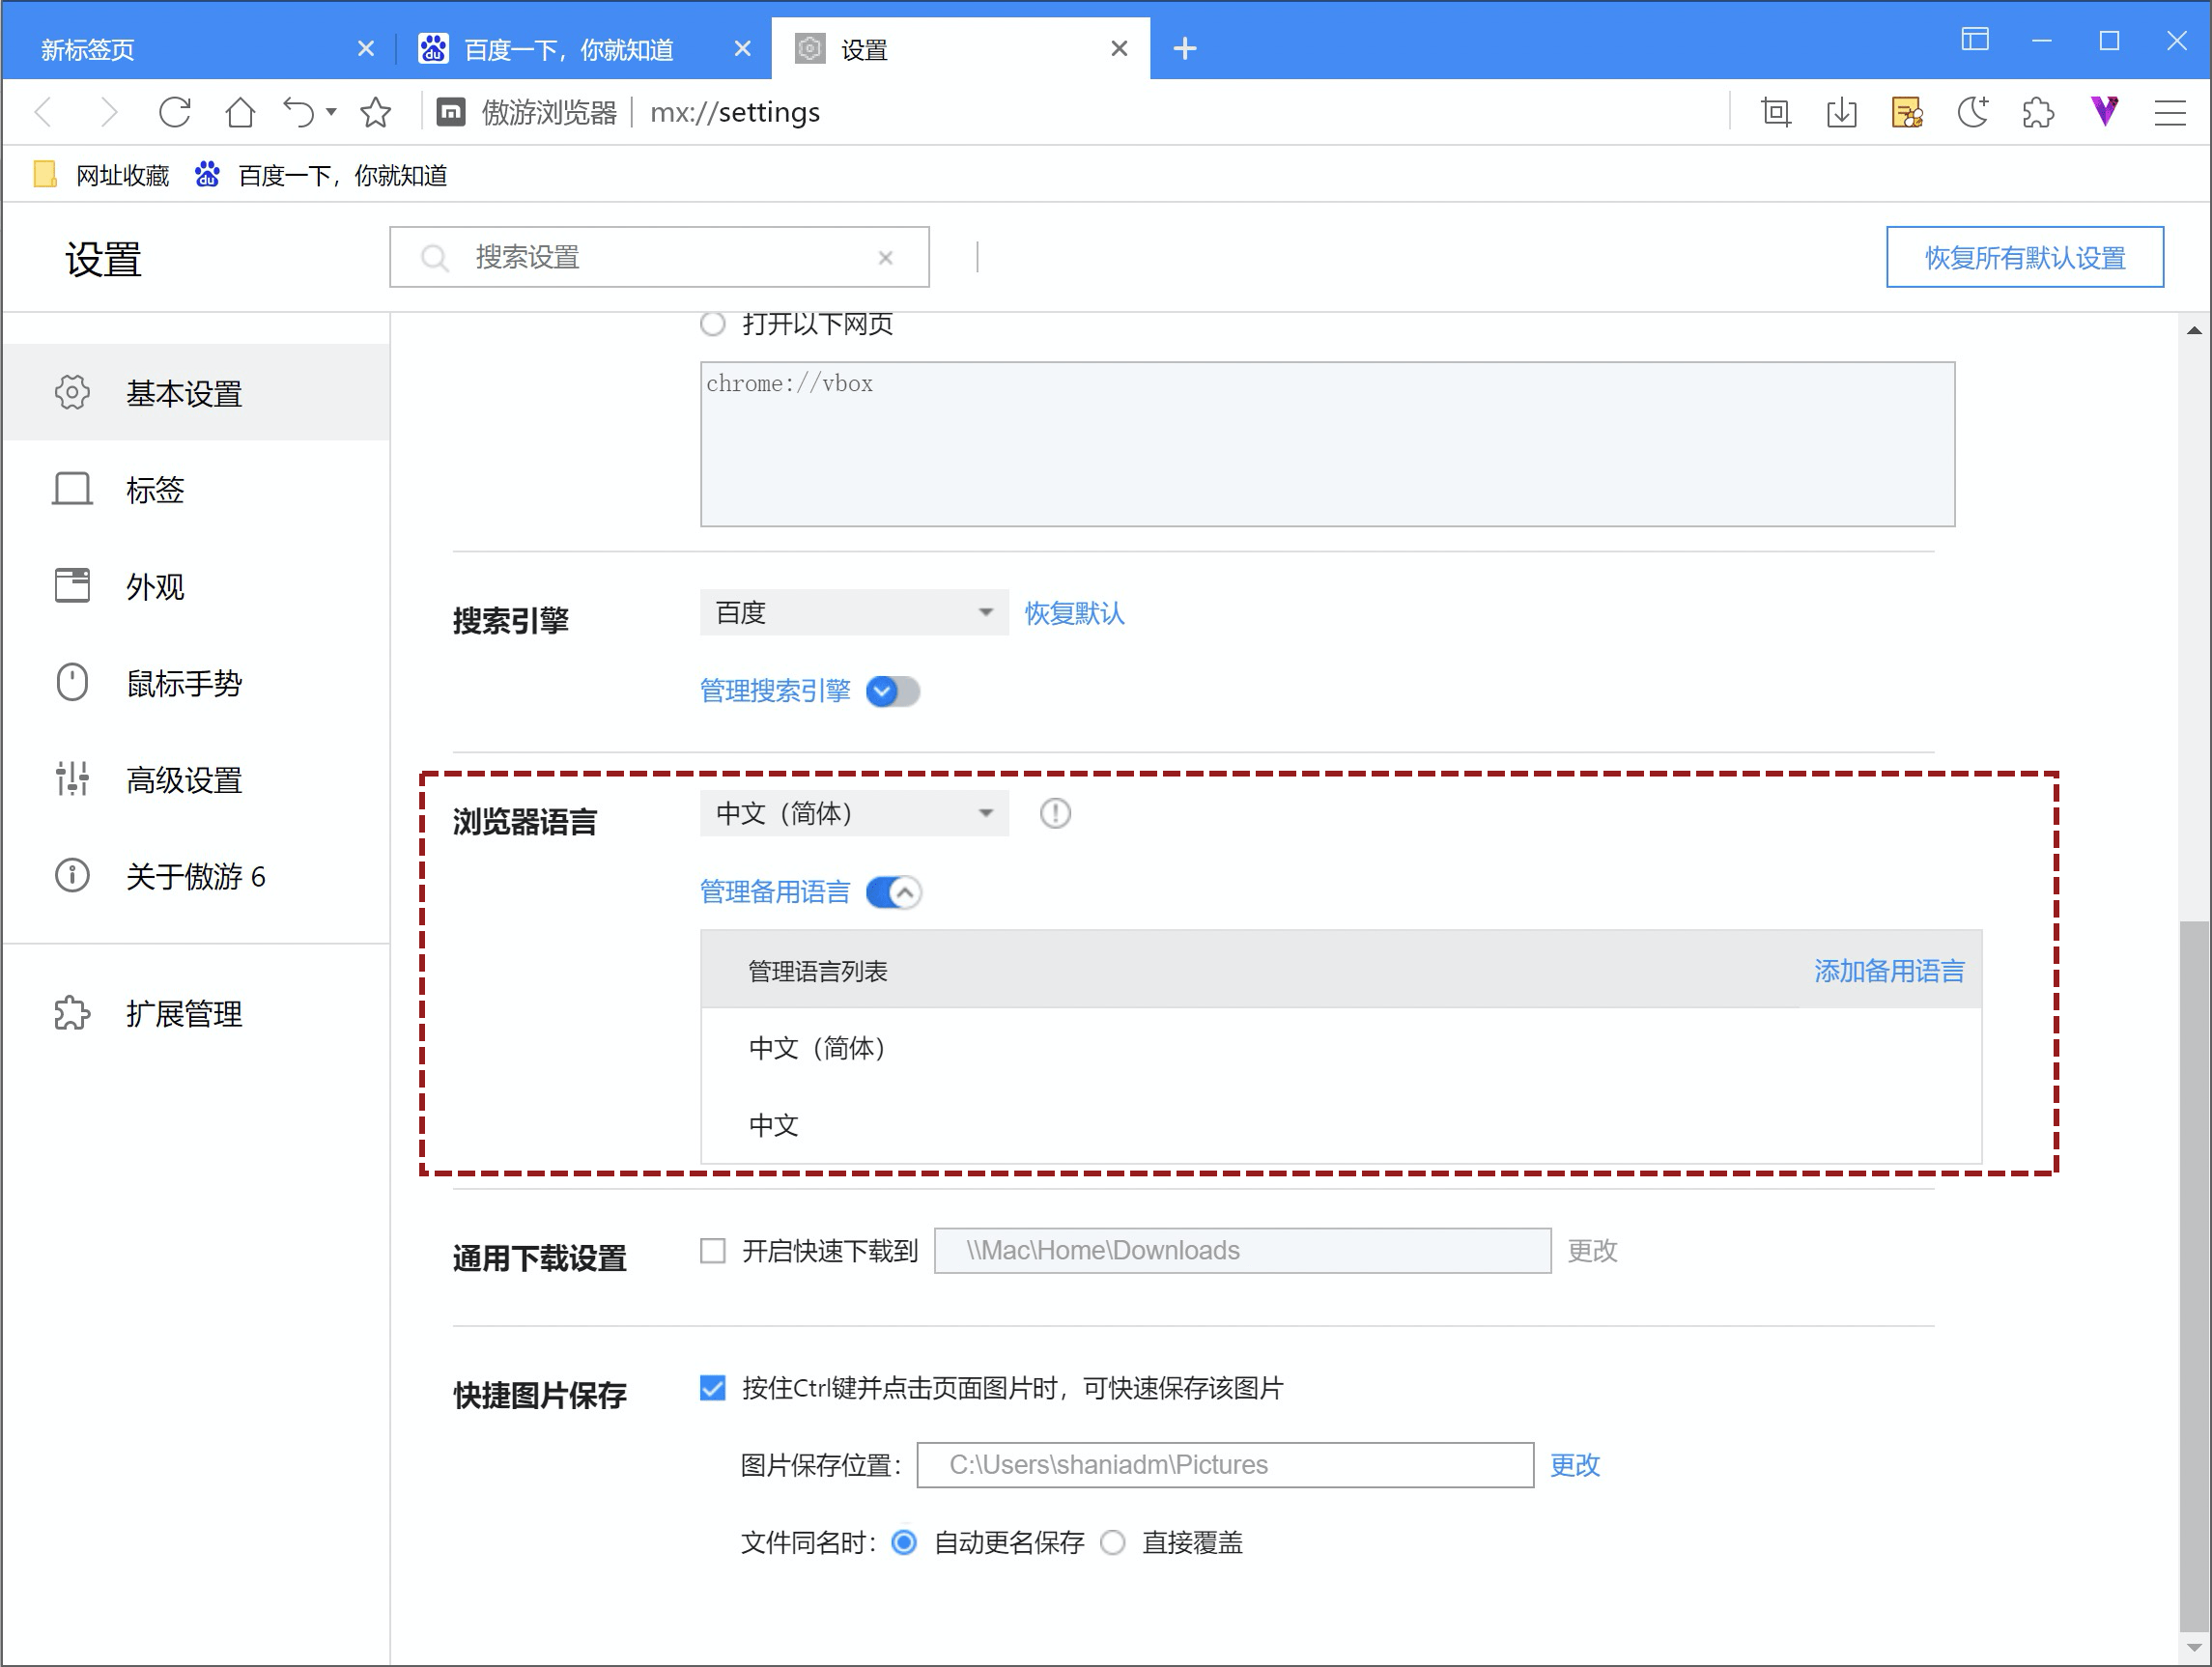 新标签页
百度一下，你就知道
设置
傲游浏览器
mx://settings
网址收藏
百度一下，你就知道
设置
搜索设置
恢复所有默认设置
基本设置
标签
外观
鼠标手势
高级设置
关于傲游 6
扩展管理
打开以下网页
chrome://vbox
搜索引擎
百度
恢复默认
管理搜索引擎
浏览器语言
中文（简体）
管理备用语言
管理语言列表
添加备用语言
中文（简体）
中文
通用下载设置
开启快速下载到
\\Mac\Home\Downloads
更改
快捷图片保存
按住Ctrl键并点击页面图片时，可快速保存该图片
图片保存位置：
C:\Users\shaniadm\Pictures
更改
文件同名时：
自动更名保存
直接覆盖